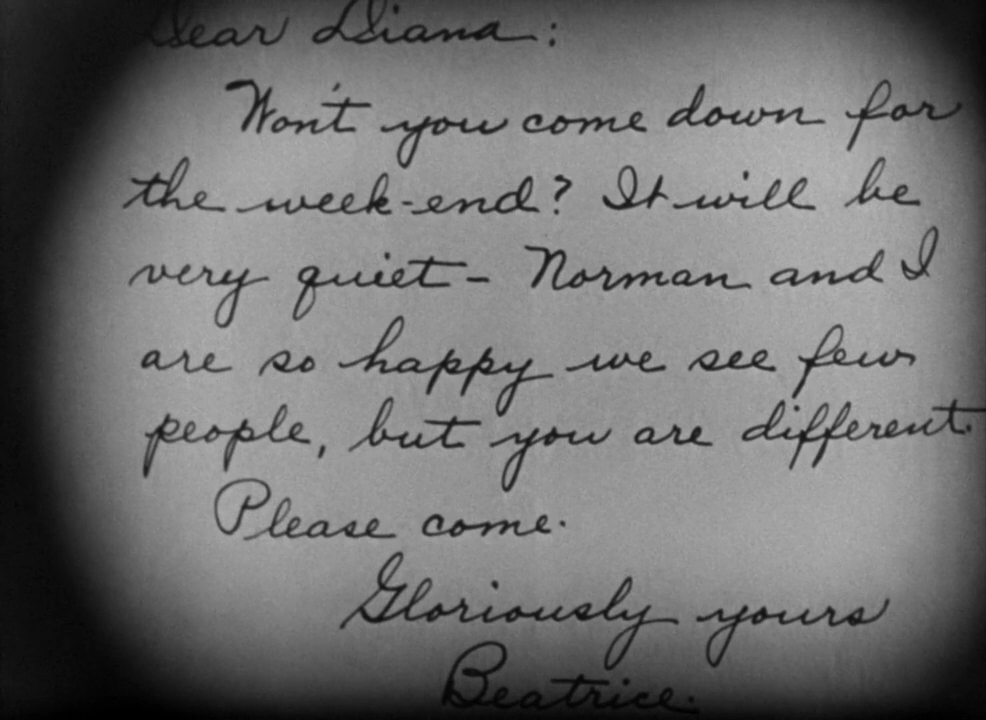 Dear Diana:
Won't you come down for
the week-end? It will be
very quiet - Norman and I
are so happy we see few
people, but you are different.
Please come.
Gloriously yours
Beatrice.